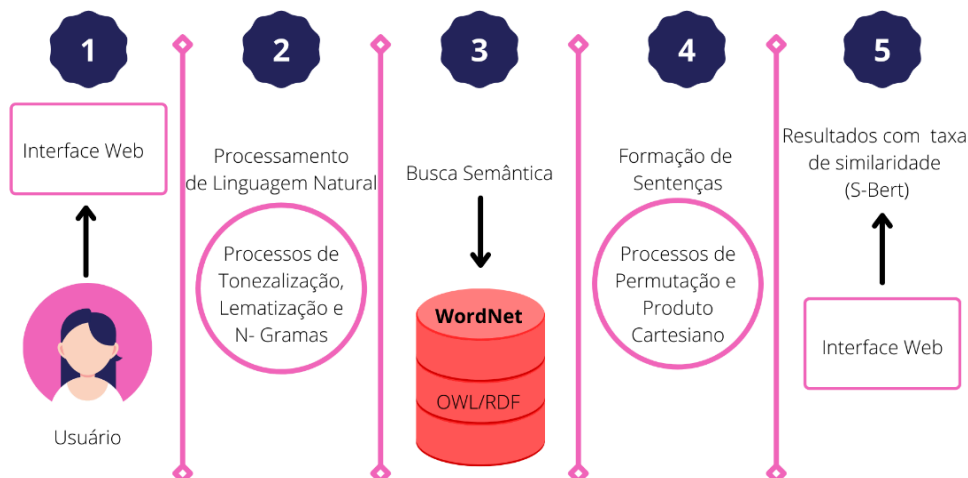 1
Interface Web
Usuário
2
Processamento
de Linguagem Natural
Processos de
Tonezalização,
Lematização e
N- Gramas
3
Busca Semântica
WordNet
OWL/RDF
4
Formação de
Sentenças
Processos de
Permutação e
Produto
Cartesiano
5
Resultados com taxa
de similaridade
(S-Bert)
Interface Web